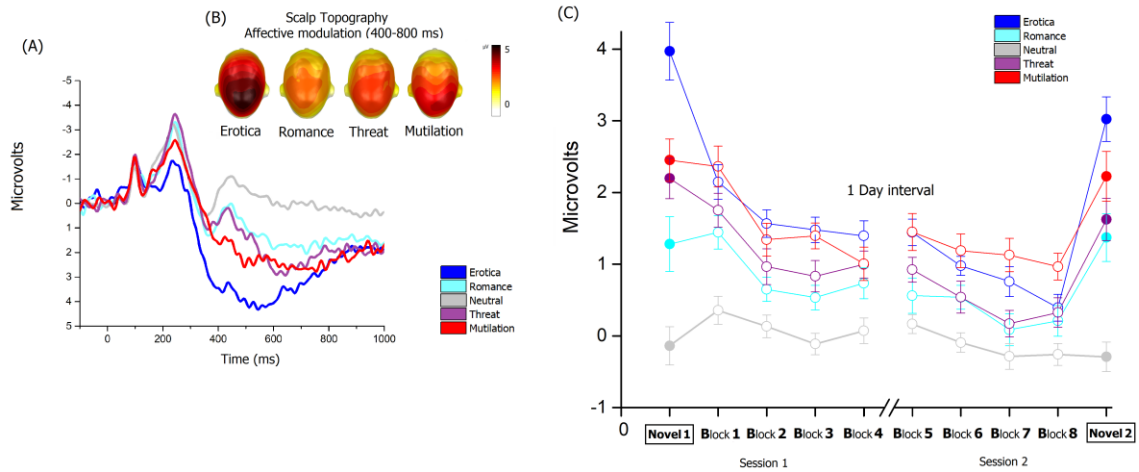 (A)
(B)
Scalp Topography
Affective modulation (400-800 ms)
uV
5
0
Erotica
Romance
Threat
Mutilation
Microvolts
-5
-4
-3
-2
-1
0
1
2
3
4
5
0
200
400
600
800
1000
Time (ms)
Erotica
Romance
Neutral
Threat
Mutilation
(C)
Erotica
Romance
Neutral
Threat
Mutilation
Microvolts
4
3
2
1
0
-1
1 Day interval
0
Novel 1
Block 1
Block 2
Block 3
Block 4
Block 5
Block 6
Block 7
Block 8
Novel 2
Session 1
Session 2